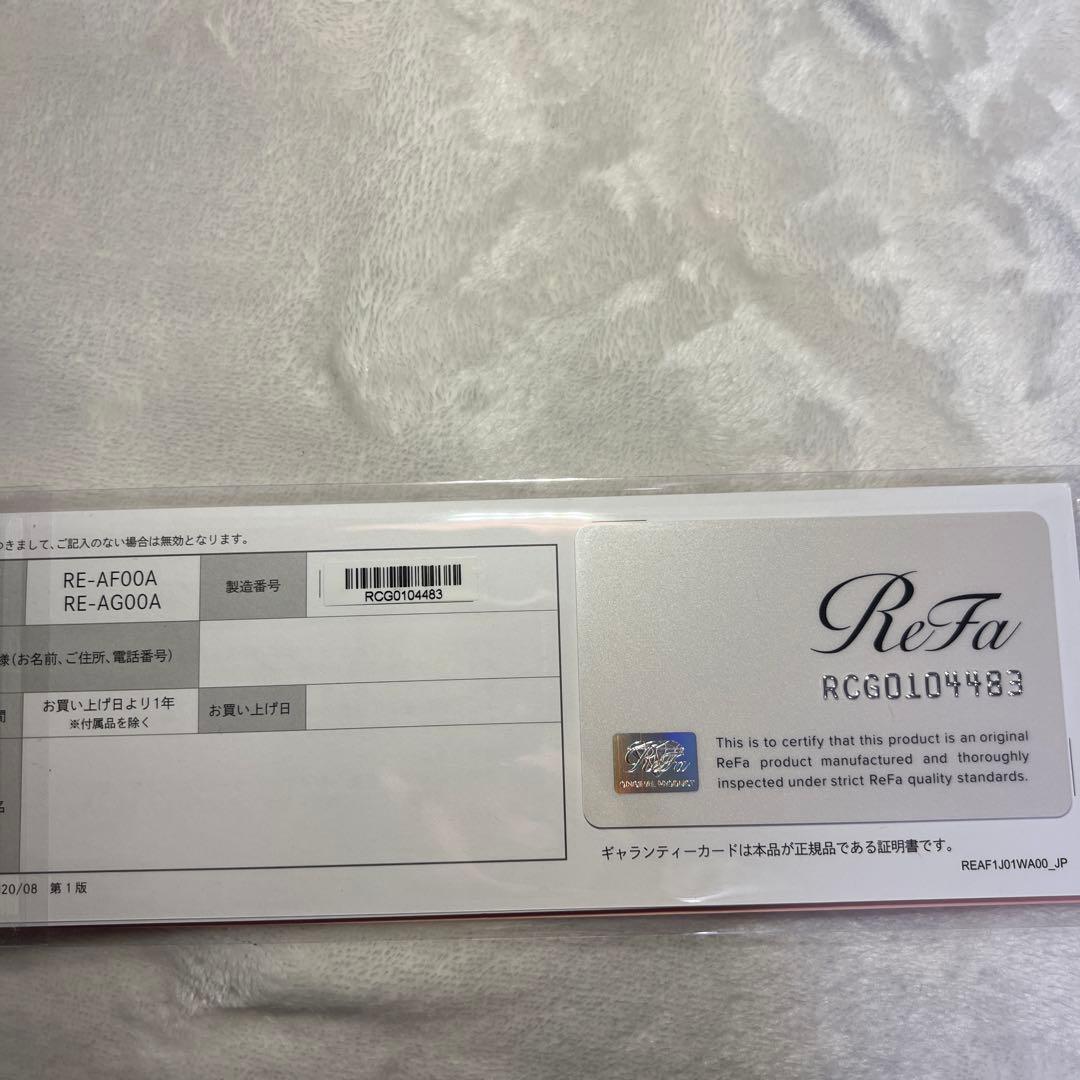 つきまして、ご記入のない場合は無効となります。
RE-AF00A
RE-AG00A
製造番号
RCG0104483
様(お名前、ご住所、電話番号)
間
お買い上げ日より1年
※付属品を除く
お買い上げ日
名
20/08 第1版
ReFa
RCG0104483
ReFa
ORIGINAL PRODUCT
This is to certify that this product is an original
ReFa product manufactured and thoroughly
inspected under strict ReFa quality standards.
ギャランティーカードは本品が正規品である証明書です。
REAF1J01WA00_JP